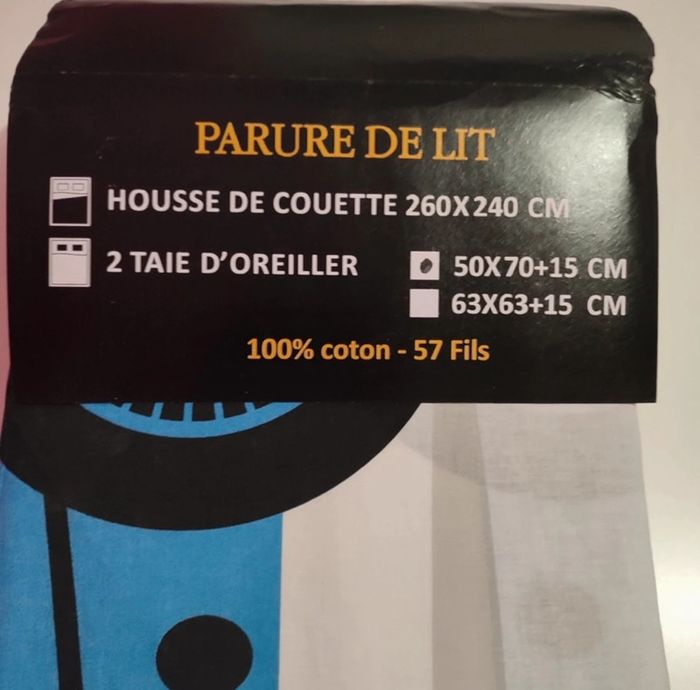 PARURE DE LIT
HOUSSE DE COUETTE 260X240 CM
2 TAIE D'OREILLER 50X70+15 CM
63X63+15 CM
100% coton - 57 Fils